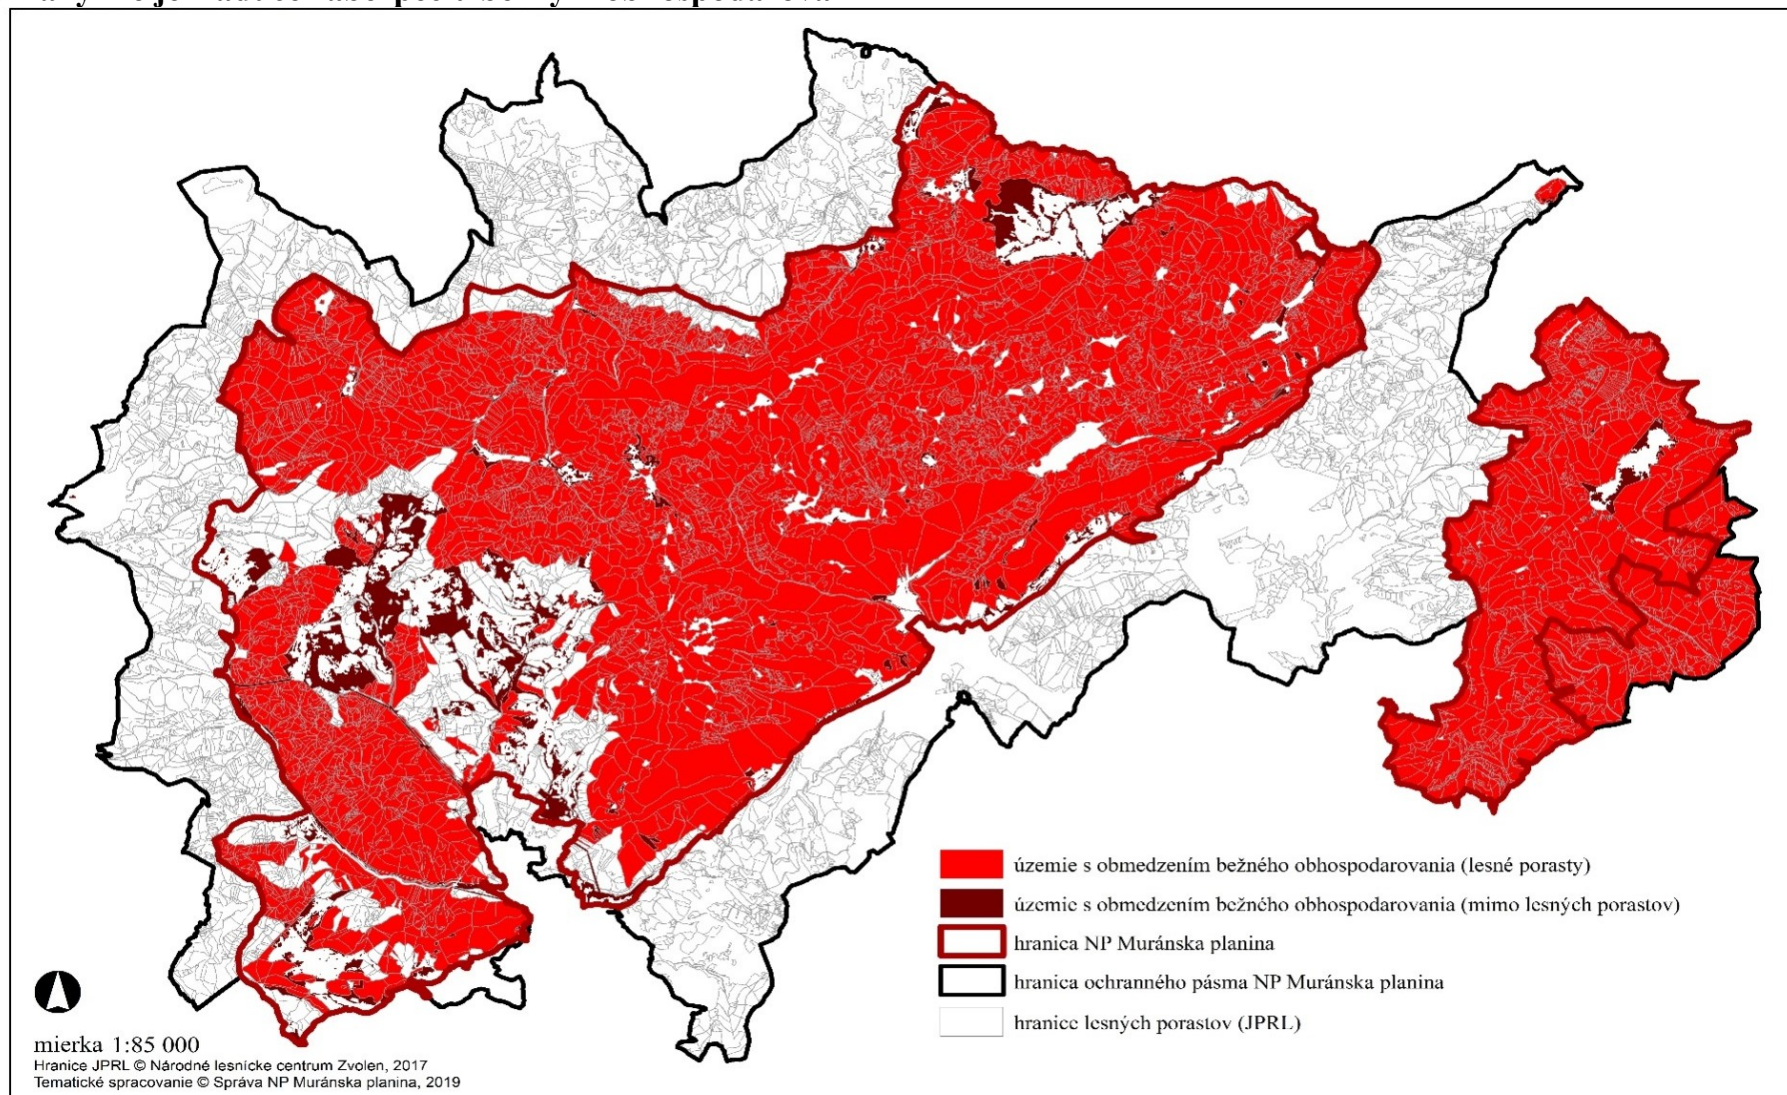 územie s obmedzením bežného obhospodarovania (lesné porasty)
územie s obmedzením bežného obhospodarovania (mimo lesných porastov)
hranica NP Muránska planina
hranica ochranného pásma NP Muránska planina
hranice lesných porastov (JPRL)
mierka 1:85 000
Hranice JPRL © Národné lesnícke centrum Zvolen, 2017
Tematické spracovanie © Správa NP Muránska planina, 2019